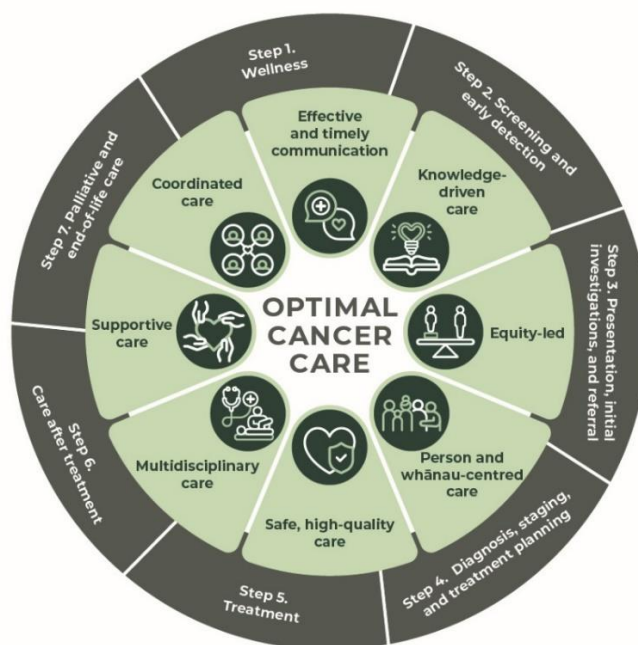 OPTIMAL
CANCER
CARE
Effective
and timely
communication
Knowledge-
driven
care
Equity-led
Person and
whānau-centred
care
Safe, high-quality
care
Multidisciplinary
care
Supportive
care
Coordinated
care
Step 1.
Wellness
Step 2. Screening and
early detection
Step 3. Presentation, initial
investigations, and referral
Step 4. Diagnosis, staging,
and treatment planning
Step 5.
Treatment
Step 6.
Care after treatment
Step 7. Palliative and
end-of-life care